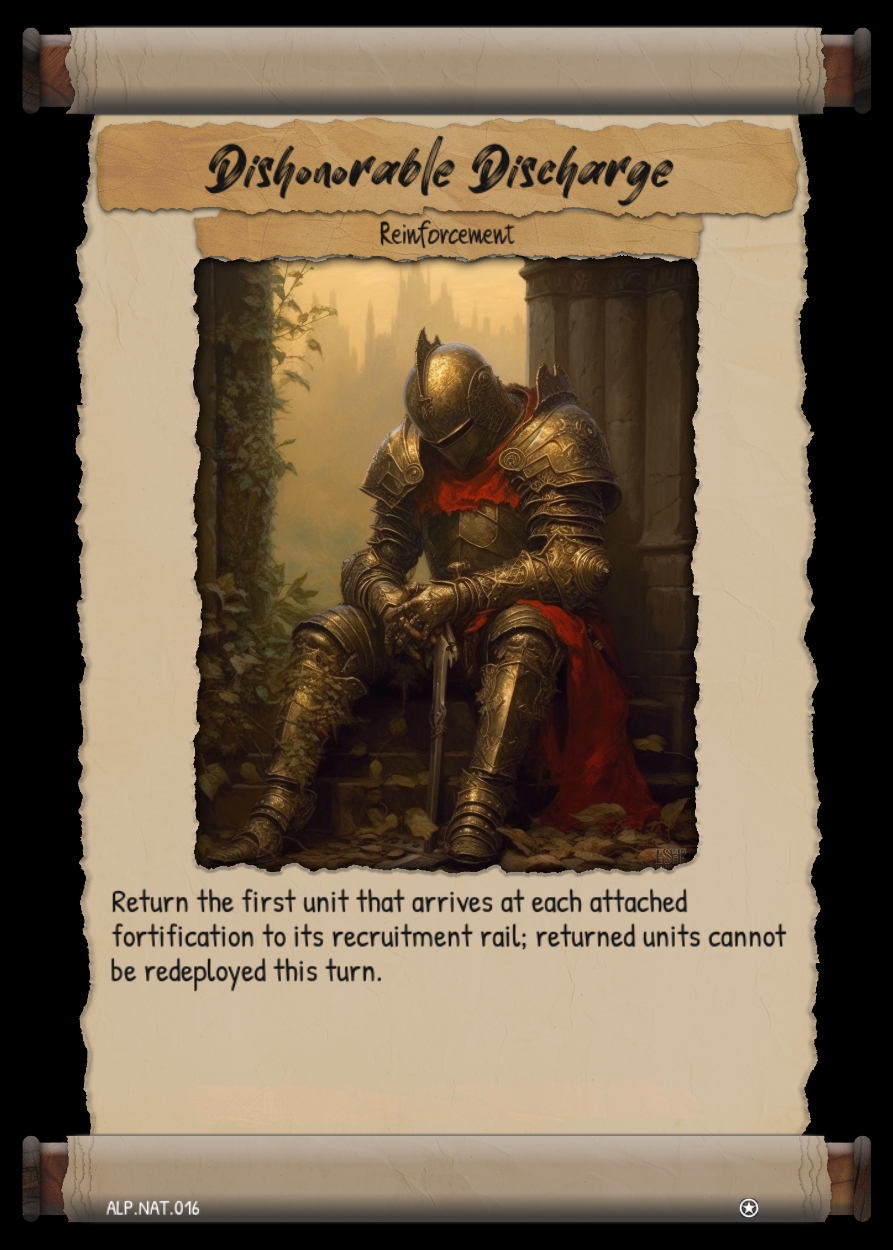 Dishonorable Discharge
Reinforcement
Return the first unit that arrives at each attached
fortification to its recruitment rail; returned units cannot
be redeployed this turn.
ALP.NAT.016